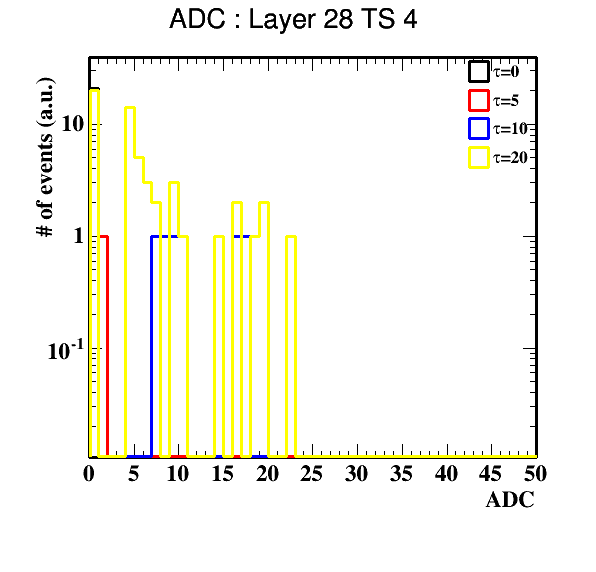 ADC : Layer 28 TS 4
# of events (a.u.)
10
1
10-1
τ=0
τ=5
τ=10
τ=20
0 5 10 15 20 25 30 35 40 45 50
ADC